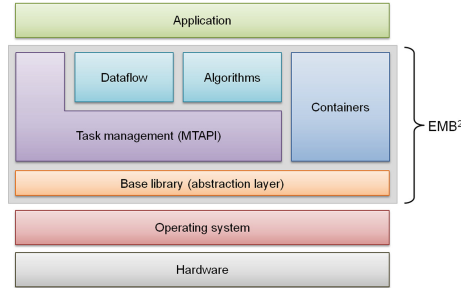 Application
Dataflow
Algorithms
Containers
Task management (MTAPI)
EMB²
Base library (abstraction layer)
Operating system
Hardware